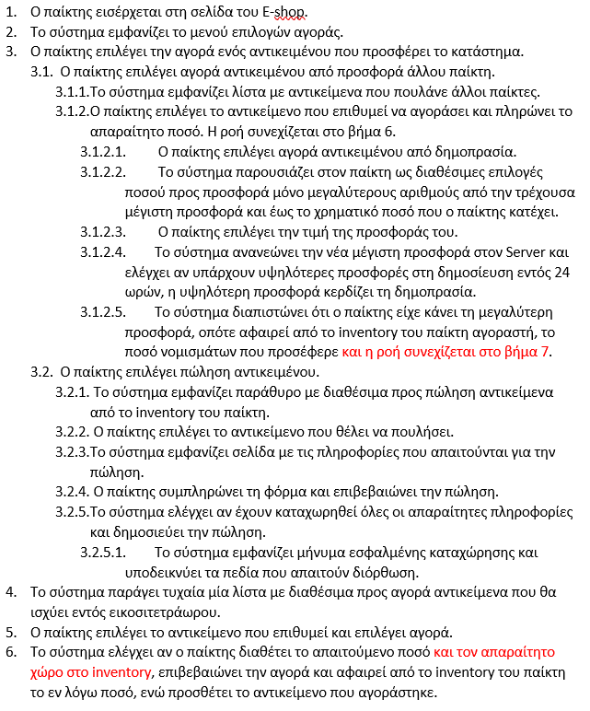 1. Ο παίκτης εισέρχεται στη σελίδα του E-shop.
2. Το σύστημα εμφανίζει το μενού επιλογών αγοράς.
3. Ο παίκτης επιλέγει την αγορά ενός αντικειμένου που προσφέρει το κατάστημα.
3.1. Ο παίκτης επιλέγει αγορά αντικειμένου από προσφορά άλλου παίκτη.
3.1.1.Το σύστημα εμφανίζει λίστα με αντικείμενα που πουλάνε άλλοι παίκτες.
3.1.2.Ο παίκτης επιλέγει το αντικείμενο που επιθυμεί να αγοράσει και πληρώνει το
απαραίτητο ποσό. Η ροή συνεχίζεται στο βήμα 6.
3.1.2.1. Ο παίκτης επιλέγει αγορά αντικειμένου από δημοπρασία.
3.1.2.2. Το σύστημα παρουσιάζει στον παίκτη ως διαθέσιμες επιλογές
ποσού προς προσφορά μόνο μεγαλύτερους αριθμούς από την τρέχουσα
μέγιστη προσφορά και έως το χρηματικό ποσό που ο παίκτης κατέχει.
3.1.2.3. Ο παίκτης επιλέγει την τιμή της προσφοράς του.
3.1.2.4. Το σύστημα ανανεώνει την νέα μέγιστη προσφορά στον Server και
ελέγχει αν υπάρχουν υψηλότερες προσφορές στη δημοσίευση εντός 24
ωρών, η υψηλότερη προσφορά κερδίζει τη δημοπρασία.
3.1.2.5. Το σύστημα διαπιστώνει ότι ο παίκτης είχε κάνει τη μεγαλύτερη
προσφορά, οπότε αφαιρεί από το inventory του παίκτη αγοραστή, το
ποσό νομισμάτων που προσέφερε και η ροή συνεχίζεται στο βήμα 7.
3.2. Ο παίκτης επιλέγει πώληση αντικειμένου.
3.2.1. Το σύστημα εμφανίζει παράθυρο με διαθέσιμα προς πώληση αντικείμενα
από το inventory του παίκτη.
3.2.2. Ο παίκτης επιλέγει το αντικείμενο που θέλει να πουλήσει.
3.2.3.Το σύστημα εμφανίζει σελίδα με τις πληροφορίες που απαιτούνται για την
πώληση.
3.2.4. Ο παίκτης συμπληρώνει τη φόρμα και επιβεβαιώνει την πώληση.
3.2.5.Το σύστημα ελέγχει αν έχουν καταχωρηθεί όλες οι απαραίτητες πληροφορίες
και δημοσιεύει την πώληση.
3.2.5.1. Το σύστημα εμφανίζει μήνυμα εσφαλμένης καταχώρησης και
υποδεικνύει τα πεδία που απαιτούν διόρθωση.
4. Το σύστημα παράγει τυχαία μία λίστα με διαθέσιμα προς αγορά αντικείμενα που θα
ισχύει εντός εικοσιτετράωρου.
5. Ο παίκτης επιλέγει το αντικείμενο που επιθυμεί και επιλέγει αγορά.
6. Το σύστημα ελέγχει αν ο παίκτης διαθέτει το απαιτούμενο ποσό και τον απαραίτητο
χώρο στο inventory, επιβεβαιώνει την αγορά και αφαιρεί από το inventory του παίκτη
το εν λόγω ποσό, ενώ προσθέτει το αντικείμενο που αγοράστηκε.